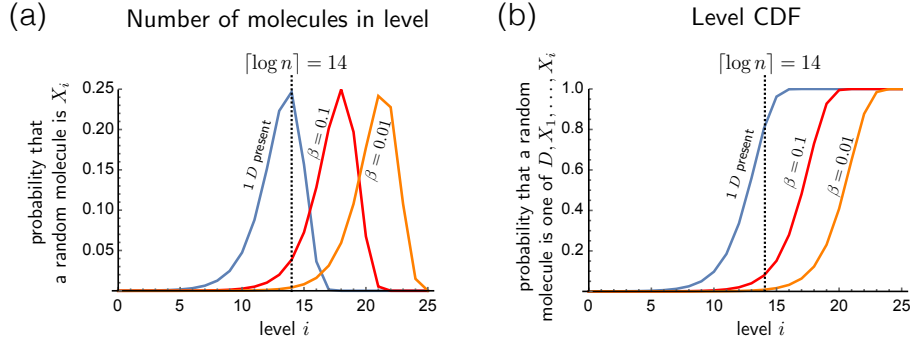 (a) Number of molecules in level
⌈log n⌉ = 14
probability that
a random molecule is X_i
0.25
0.20
0.15
0.10
0.05
1 D present
β = 0.1
β = 0.01
0 5 10 15 20 25
level i
(b) Level CDF
⌈log n⌉ = 14
probability that a random
molecule is one of D, X_1, . . . , X_i
1.0
0.8
0.6
0.4
0.2
1 D present
β = 0.1
β = 0.01
0 5 10 15 20 25
level i